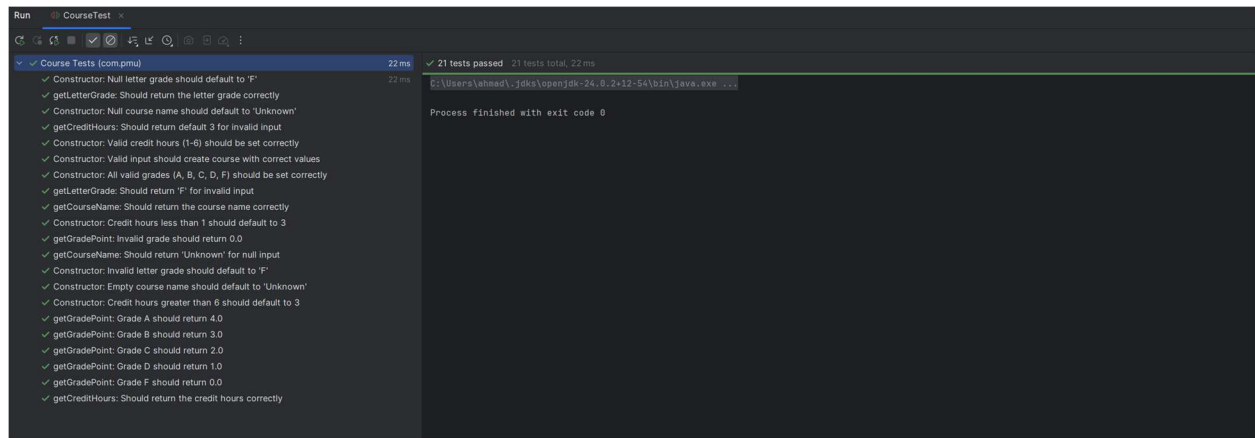 Run CourseTest ×
Course Tests (com.pmu) 22 ms
Constructor: Null letter grade should default to 'F' 22 ms
getLetterGrade: Should return the letter grade correctly
Constructor: Null course name should default to 'Unknown'
getCreditHours: Should return default 3 for invalid input
Constructor: Valid credit hours (1-6) should be set correctly
Constructor: Valid input should create course with correct values
Constructor: All valid grades (A, B, C, D, F) should be set correctly
getLetterGrade: Should return 'F' for invalid input
getCourseName: Should return the course name correctly
Constructor: Credit hours less than 1 should default to 3
getGradePoint: Invalid grade should return 0.0
getCourseName: Should return 'Unknown' for null input
Constructor: Invalid letter grade should default to 'F'
Constructor: Empty course name should default to 'Unknown'
Constructor: Credit hours greater than 6 should default to 3
getGradePoint: Grade A should return 4.0
getGradePoint: Grade B should return 3.0
getGradePoint: Grade C should return 2.0
getGradePoint: Grade D should return 1.0
getGradePoint: Grade F should return 0.0
getCreditHours: Should return the credit hours correctly
21 tests passed 21 tests total, 22 ms
C:\Users\ahmad\.jdks\openjdk-24.0.2+12-54\bin\java.exe ...
Process finished with exit code 0